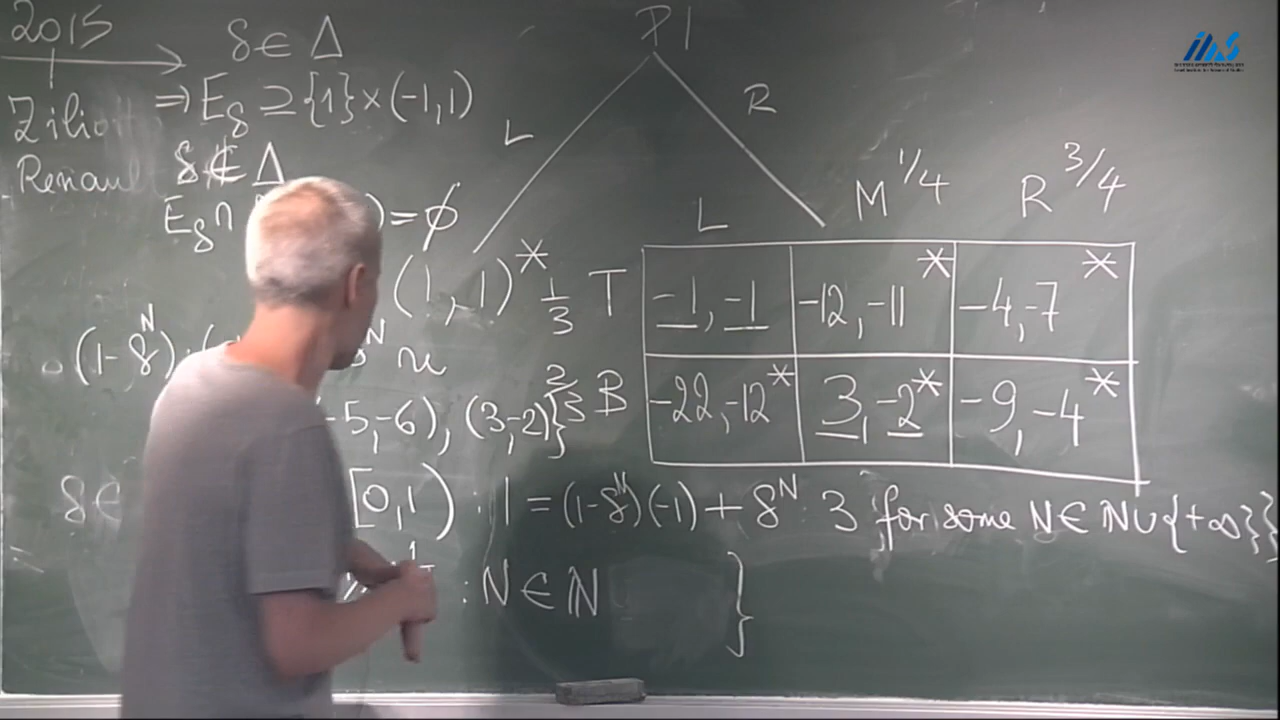 2015
Renaul
δ ∈ Δ
⇒ E_δ ⊇ {1} × (-1, 1)
δ ∉ Δ
E_δ ∩ ) = ∅
P1
L
R
L M 1/4 R 3/4
(1, 1)* 1/3 T -1, -1 -12, -11* -4, -7*
2/3 B -22, -12* 3, -2* -9, -4*
(1-δ^N) · ( δ^N u
-5, -6), (3, -2)}
δ ∈ [0, 1) : 1 = (1-δ^N)(-1) + δ^N 3 for some N ∈ ℕ ∪ {+∞}}
: N ∈ ℕ }